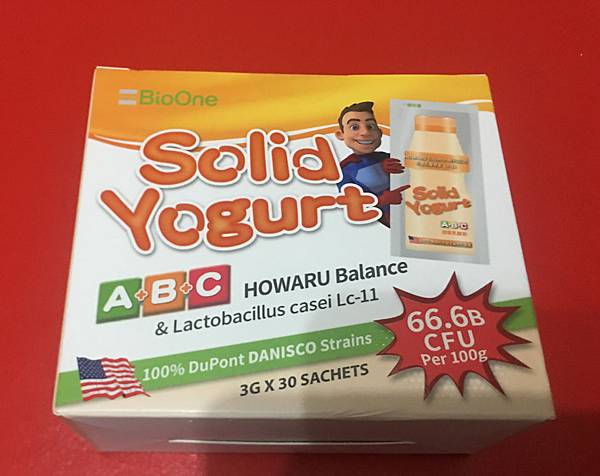 BioOne
Solid
Yogurt
Solid
Yogurt
A+B+C
A+B+C
HOWARU Balance
& Lactobacillus casei Lc-11
66.6B
CFU
Per 100g
100% DuPont DANISCO Strains
3G X 30 SACHETS